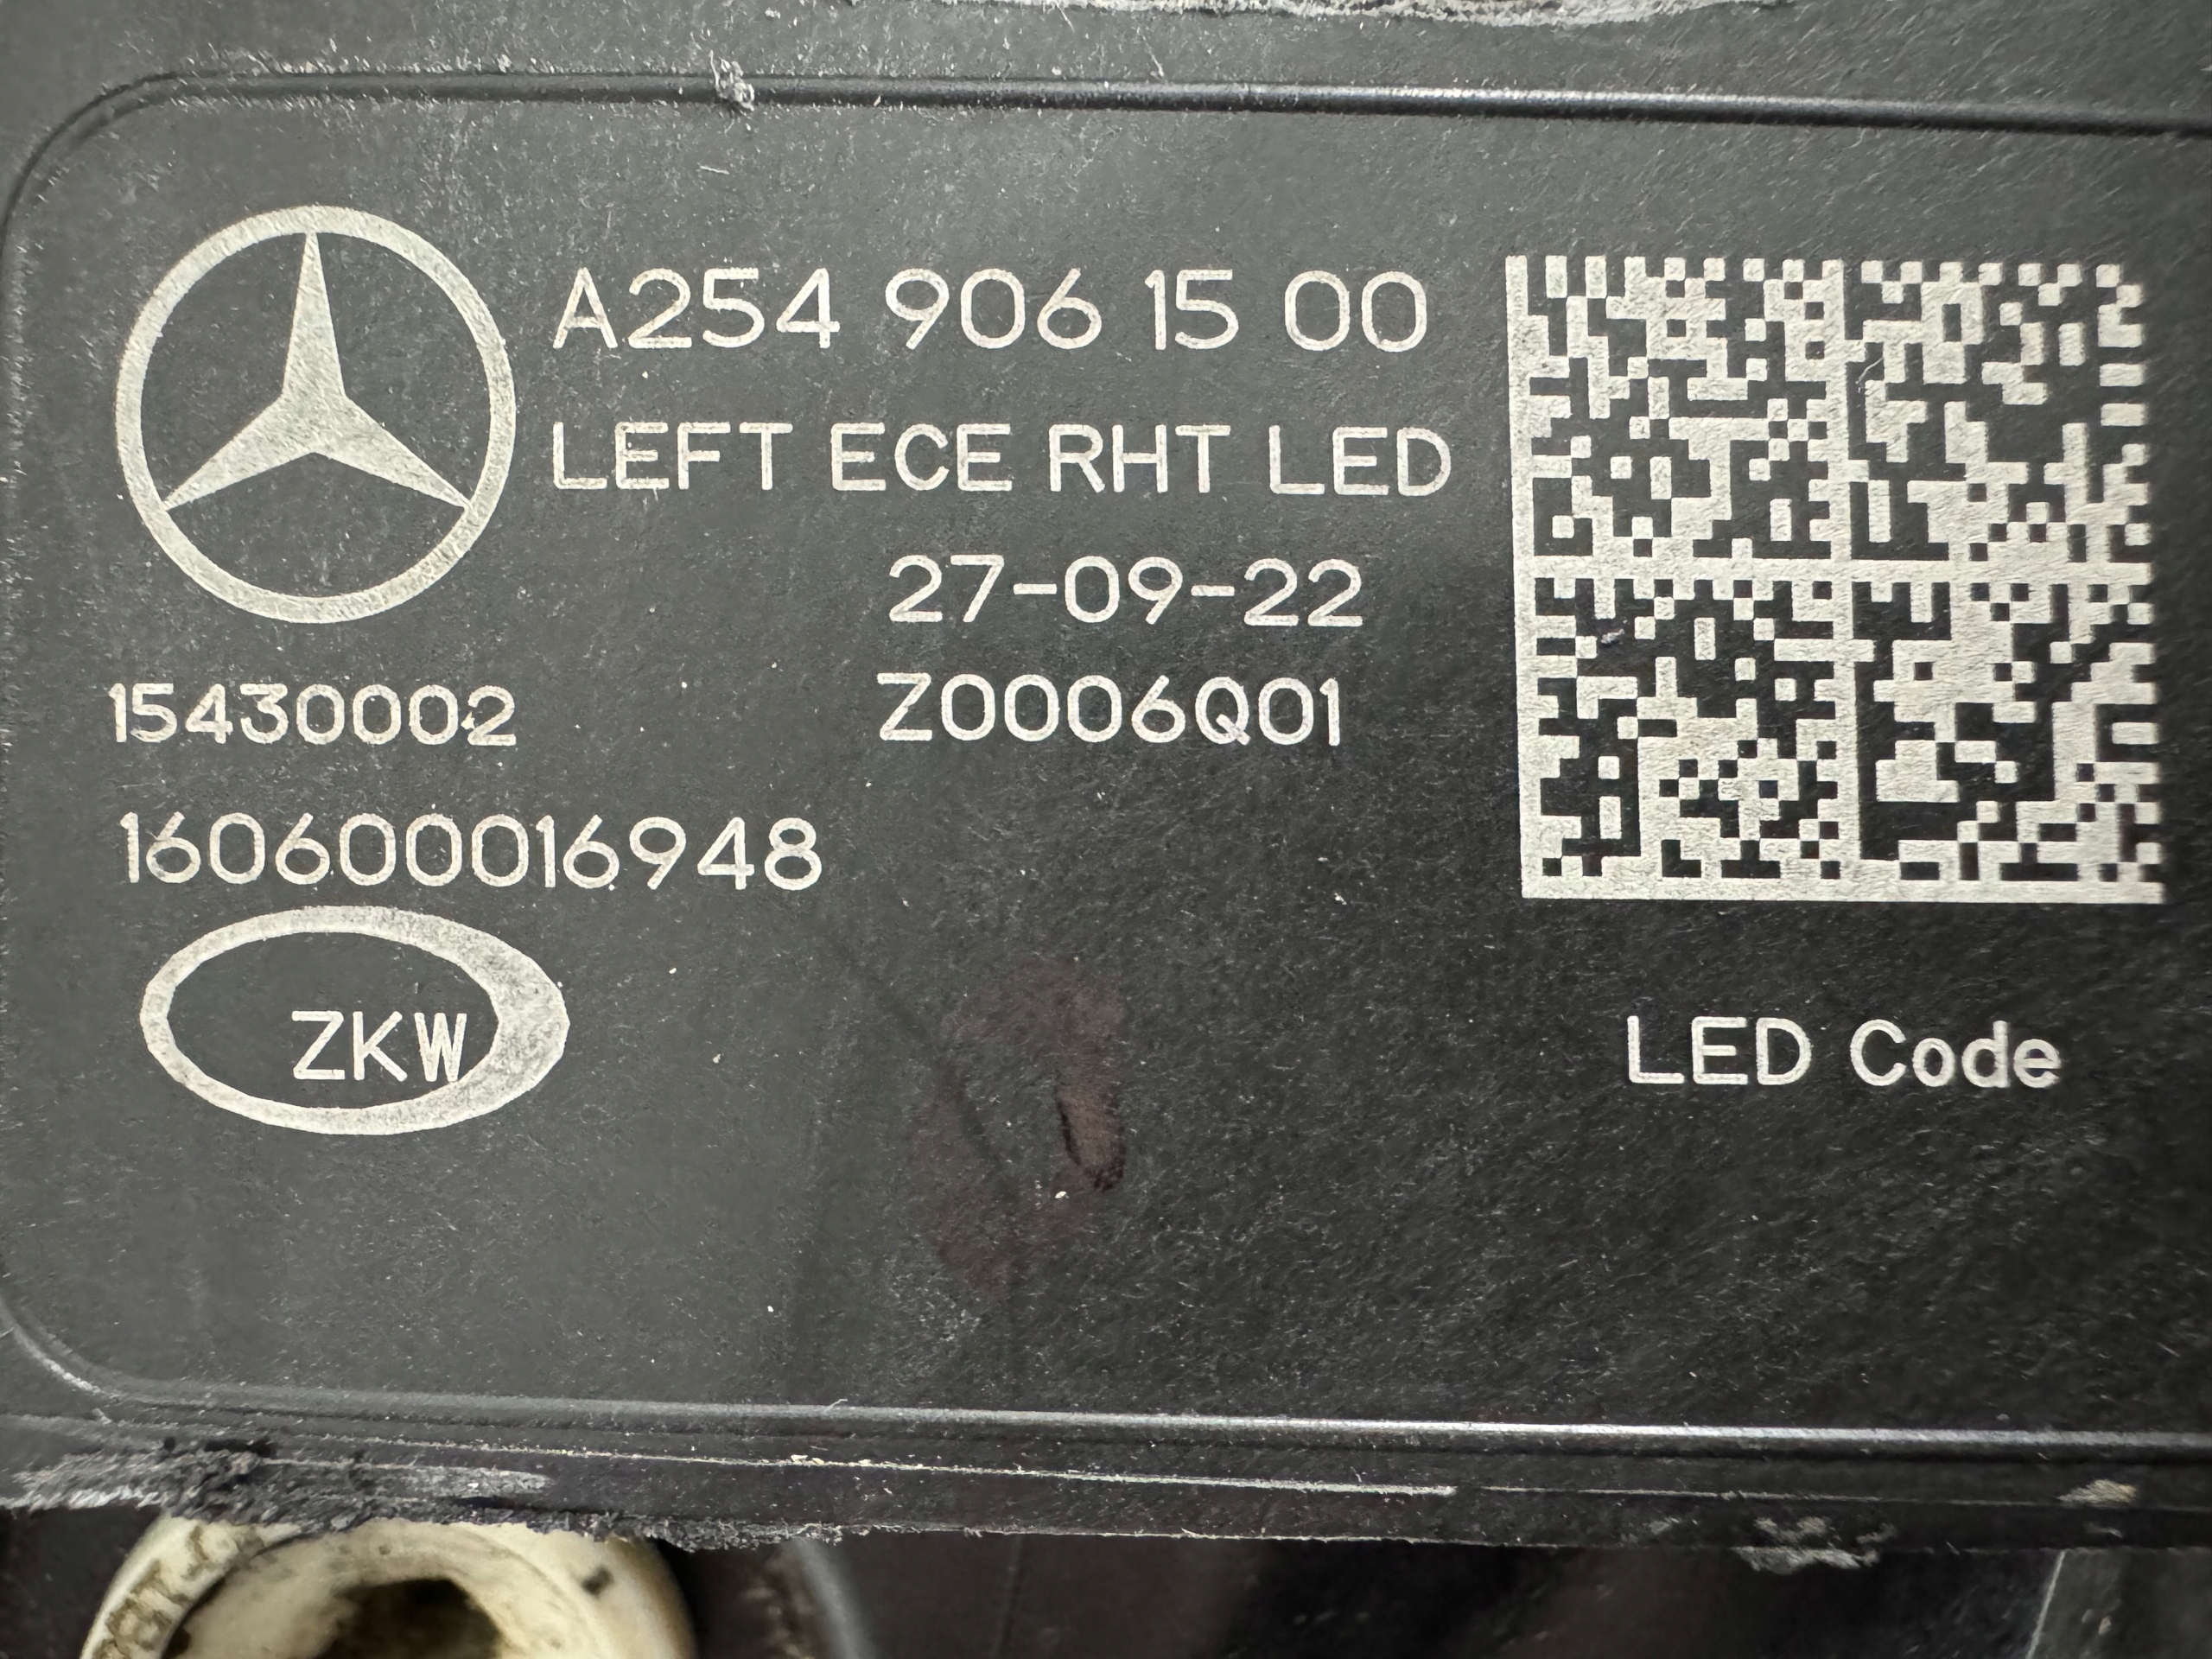 A254 906 15 00
LEFT ECE RHT LED
27-09-22
15430002
Z0006Q01
160600016948
ZKW
LED Code